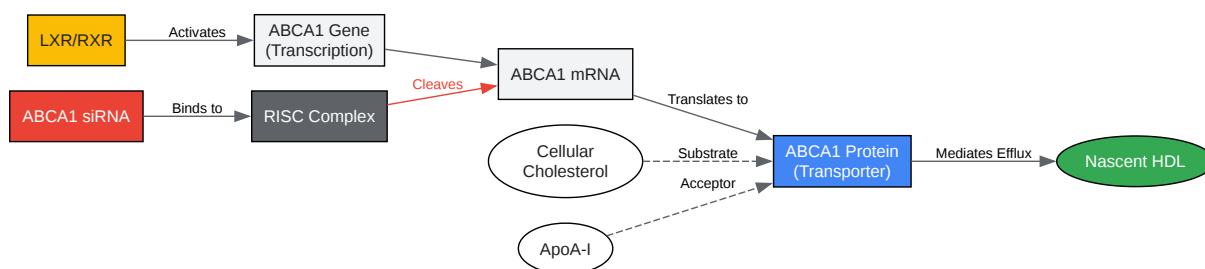 LXR/RXR
Activates
ABCA1 Gene
(Transcription)
ABCA1 siRNA
Binds to
RISC Complex
Cleaves
ABCA1 mRNA
Translates to
Cellular
Cholesterol
Substrate
ApoA-I
Acceptor
ABCA1 Protein
(Transporter)
Mediates Efflux
Nascent HDL